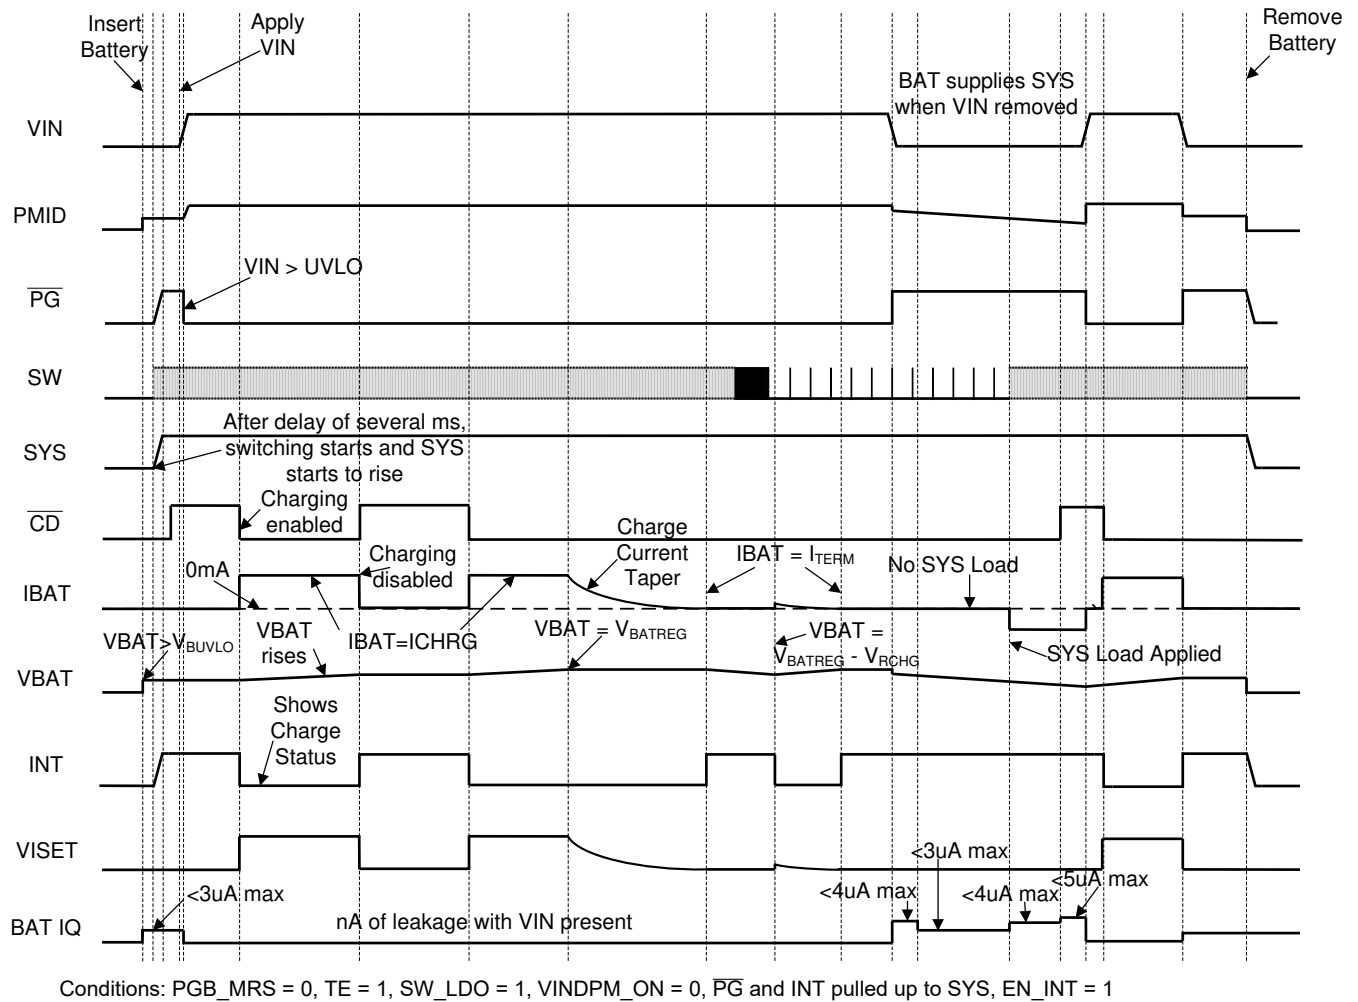 Insert
Battery
Apply
VIN
Remove
Battery
BAT supplies SYS
when VIN removed
VIN
PMID
VIN > UVLO
PG
SW
After delay of several ms,
switching starts and SYS
starts to rise
SYS
Charging
enabled
CD
Charge
Current
Taper
Charging
disabled
IBAT = ITERM
No SYS Load
0mA
IBAT
VBAT>VBUVLO
VBAT
rises
IBAT=ICHRG
VBAT = VBATREG
VBAT =
VBATREG - VRCHG
SYS Load Applied
VBAT
Shows
Charge
Status
INT
VISET
<3uA max
<4uA max
<3uA max
<4uA max
<5uA max
nA of leakage with VIN present
BAT IQ
Conditions: PGB_MRS = 0, TE = 1, SW_LDO = 1, VINDPM_ON = 0, PG and INT pulled up to SYS, EN_INT = 1